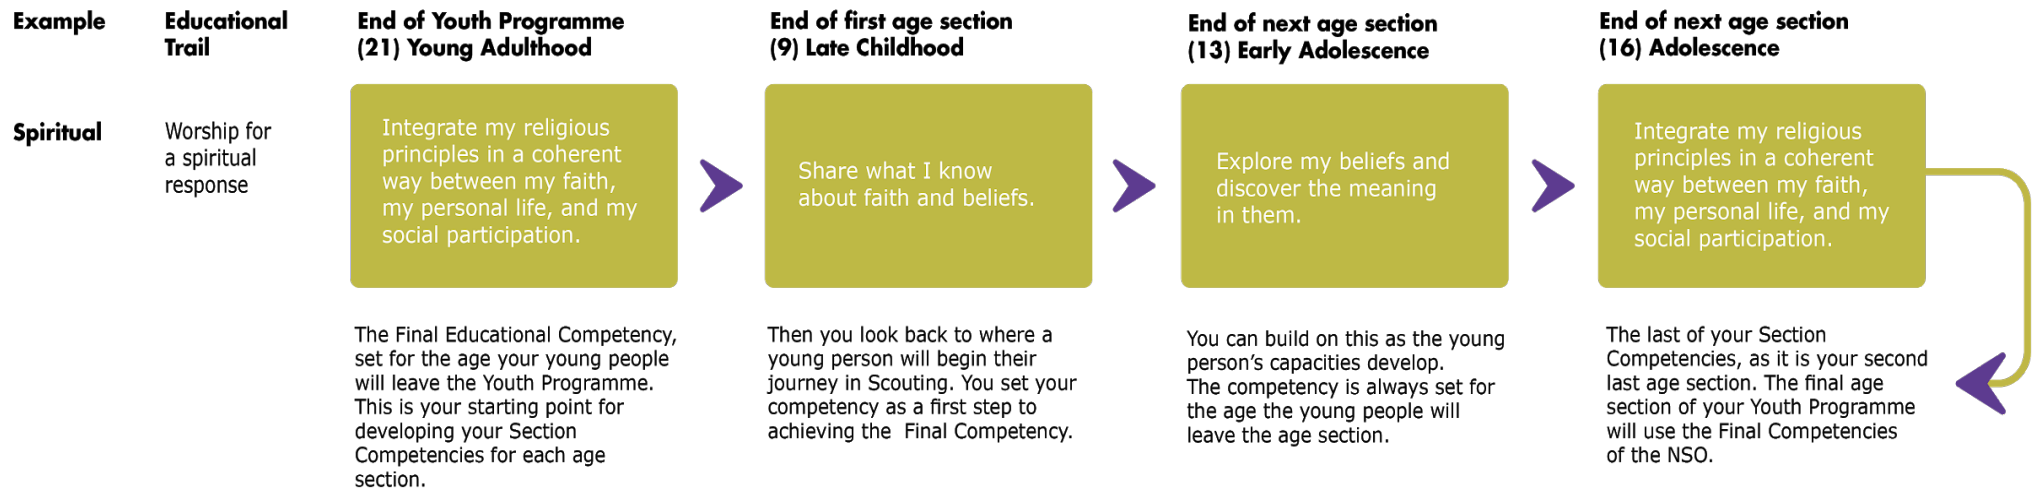 Example
Educational
Trail
End of Youth Programme
(21) Young Adulthood
End of first age section
(9) Late Childhood
End of next age section
(13) Early Adolescence
End of next age section
(16) Adolescence
Spiritual
Worship for
a spiritual
response
Integrate my religious
principles in a coherent
way between my faith,
my personal life, and my
social participation.
Share what I know
about faith and beliefs.
Explore my beliefs and
discover the meaning
in them.
Integrate my religious
principles in a coherent
way between my faith,
my personal life, and my
social participation.
The Final Educational Competency,
set for the age your young people
will leave the Youth Programme.
This is your starting point for
developing your Section
Competencies for each age
section.
Then you look back to where a
young person will begin their
journey in Scouting. You set your
competency as a first step to
achieving the Final Competency.
You can build on this as the young
person’s capacities develop.
The competency is always set for
the age the young people will
leave the age section.
The last of your Section
Competencies, as it is your second
last age section. The final age
section of your Youth Programme
will use the Final Competencies
of the NSO.